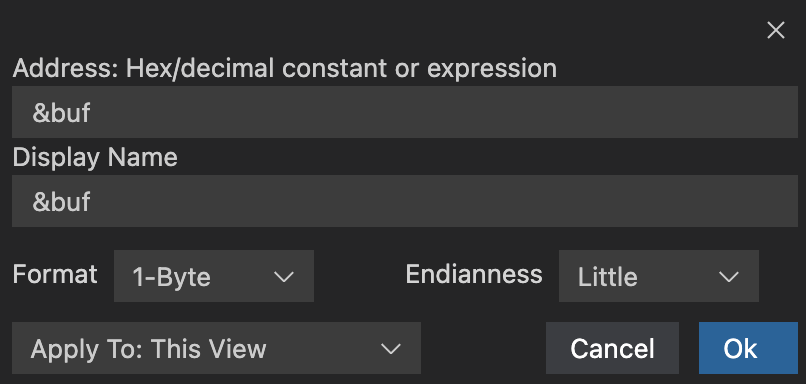 Address: Hex/decimal constant or expression
&buf
Display Name
&buf
Format 1-Byte Endianness Little
Apply To: This View Cancel Ok